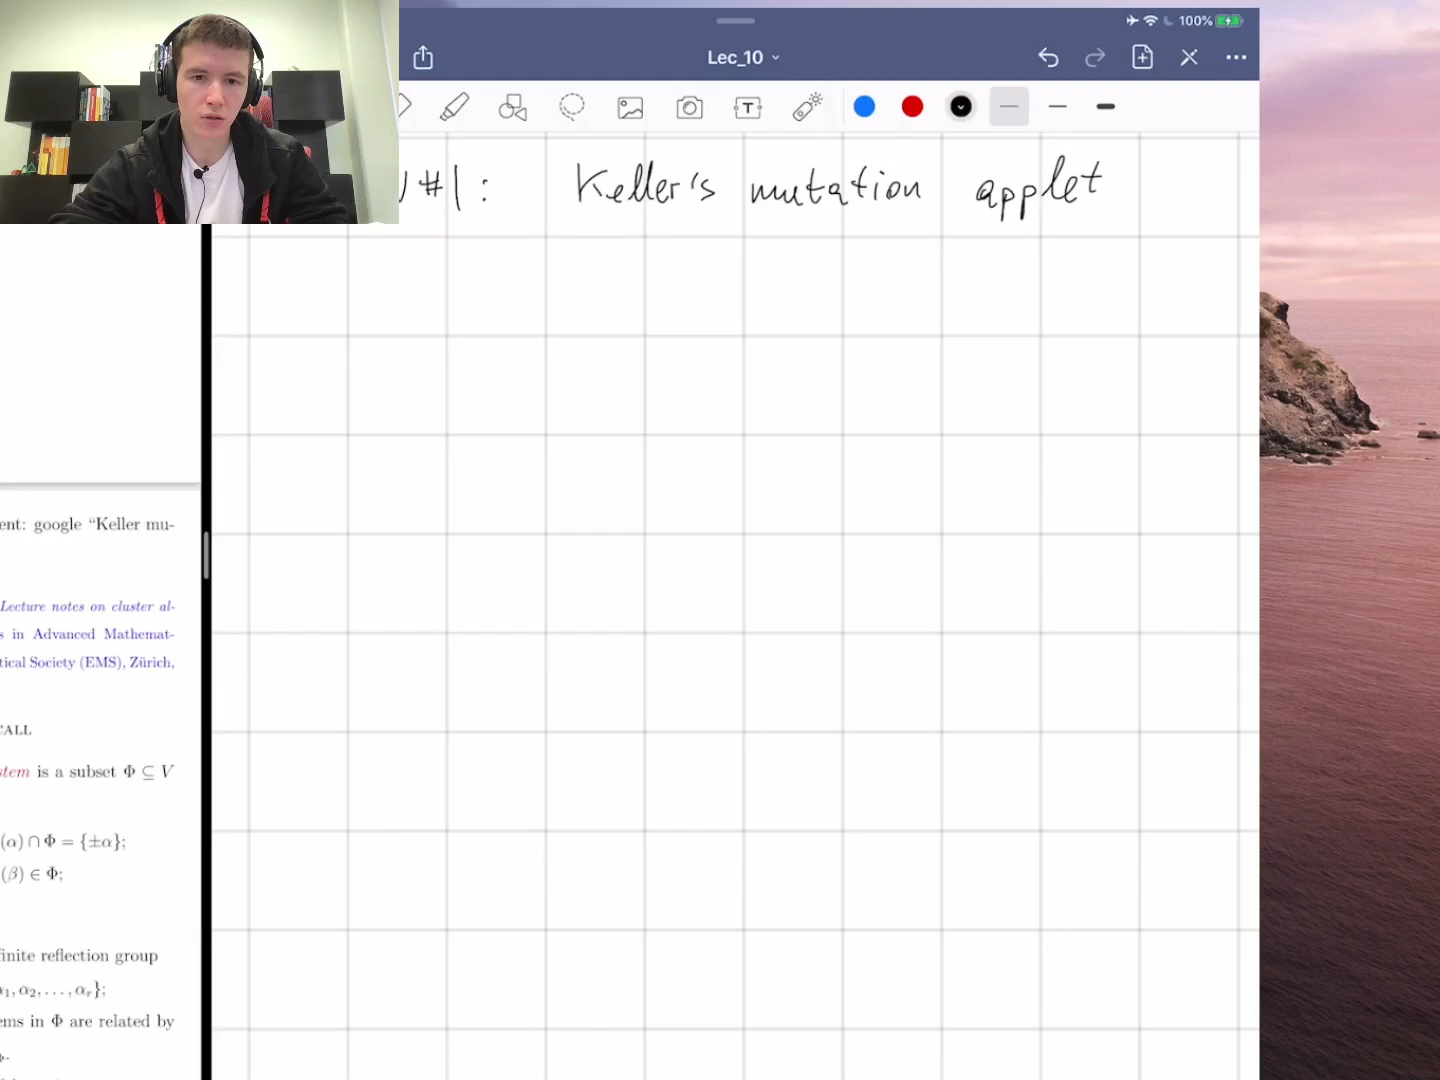 100%
Lec_10
T
#1: Keller's mutation applet
ent: google “Keller mu-
Lecture notes on cluster al-
s in Advanced Mathemat-
tical Society (EMS), Zürich,
CALL
stem is a subset Φ ⊆ V
(α) ∩ Φ = {±α};
(β) ∈ Φ;
finite reflection group
α₁, α₂, . . . , αᵣ};
ems in Φ are related by